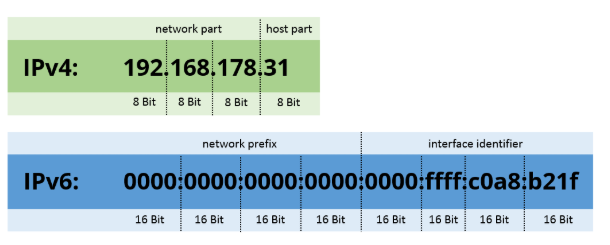 network part host part
IPv4: 192.168.178.31
8 Bit 8 Bit 8 Bit 8 Bit
network prefix interface identifier
IPv6: 0000:0000:0000:0000:0000:ffff:c0a8:b21f
16 Bit 16 Bit 16 Bit 16 Bit 16 Bit 16 Bit 16 Bit 16 Bit